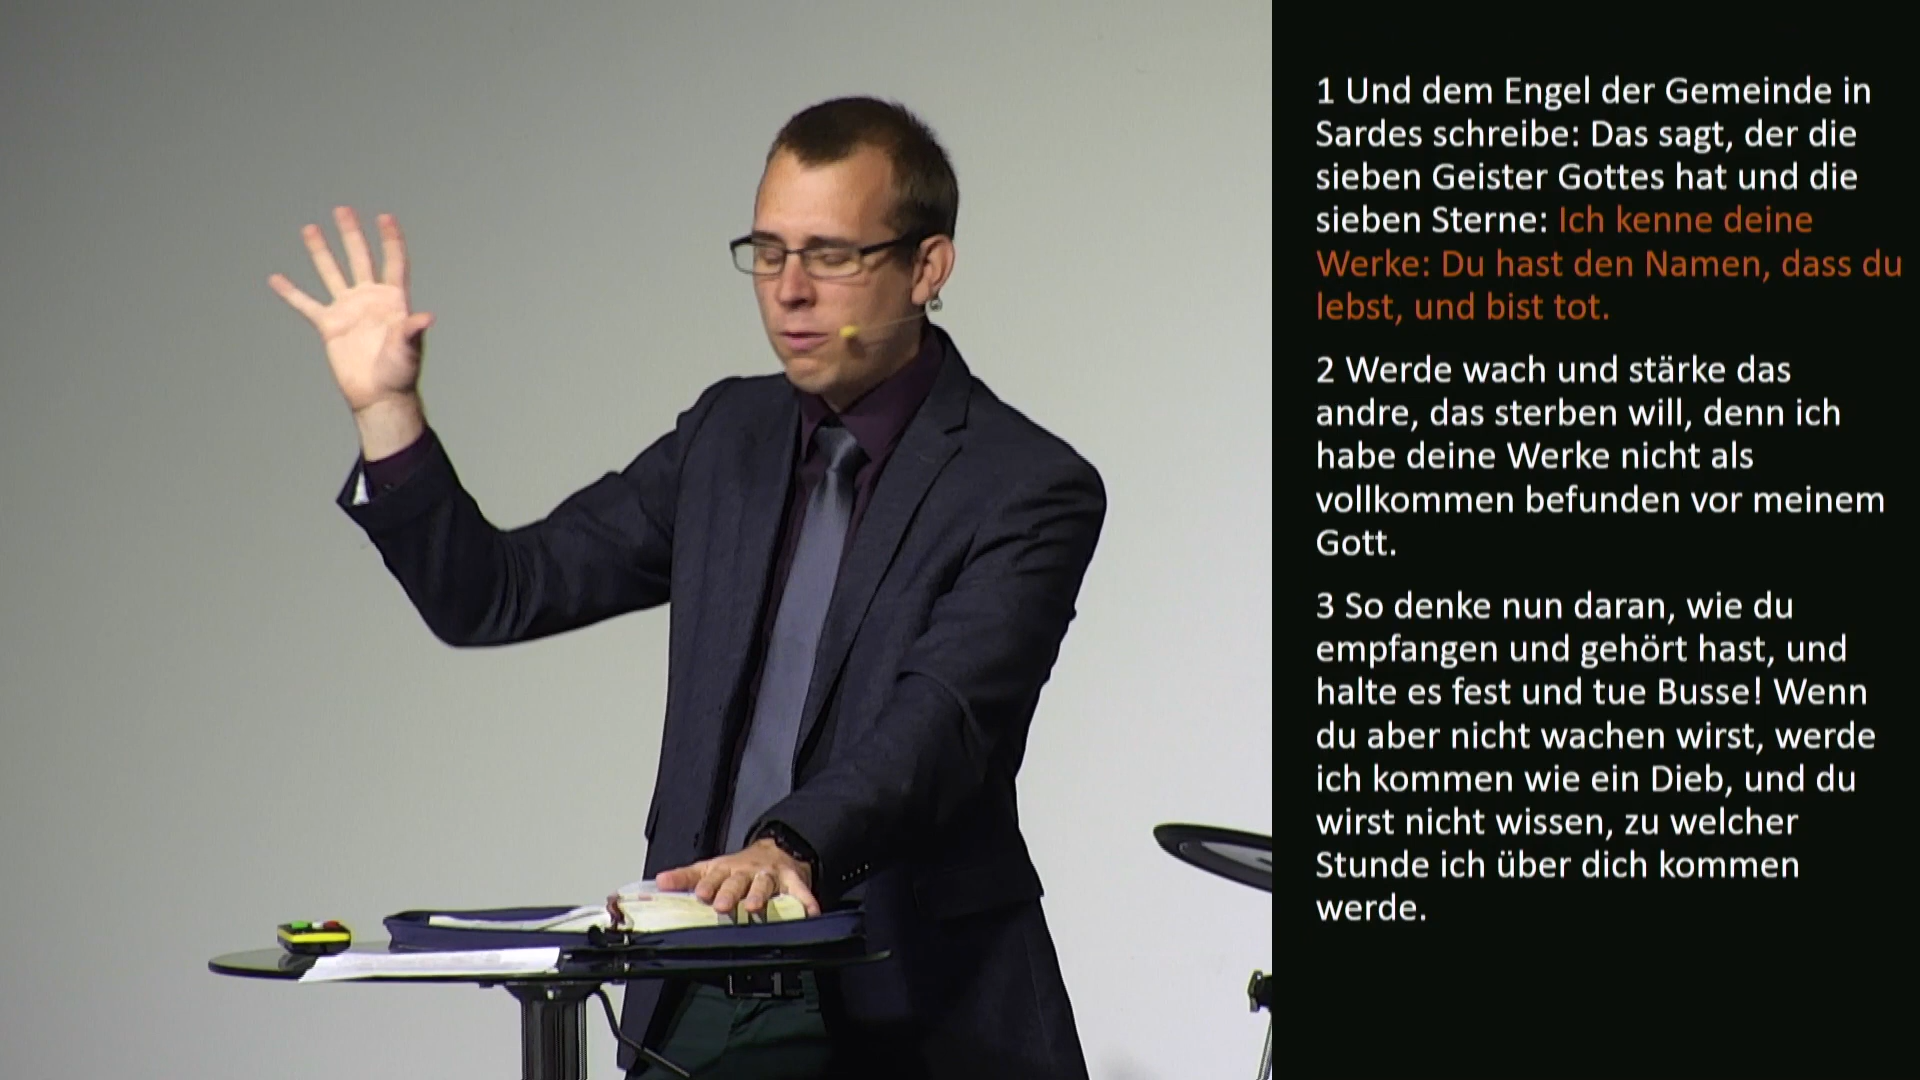 1 Und dem Engel der Gemeinde in
Sardes schreibe: Das sagt, der die
sieben Geister Gottes hat und die
sieben Sterne: Ich kenne deine
Werke: Du hast den Namen, dass du
lebst, und bist tot.
2 Werde wach und stärke das
andre, das sterben will, denn ich
habe deine Werke nicht als
vollkommen befunden vor meinem
Gott.
3 So denke nun daran, wie du
empfangen und gehört hast, und
halte es fest und tue Busse! Wenn
du aber nicht wachen wirst, werde
ich kommen wie ein Dieb, und du
wirst nicht wissen, zu welcher
Stunde ich über dich kommen
werde.